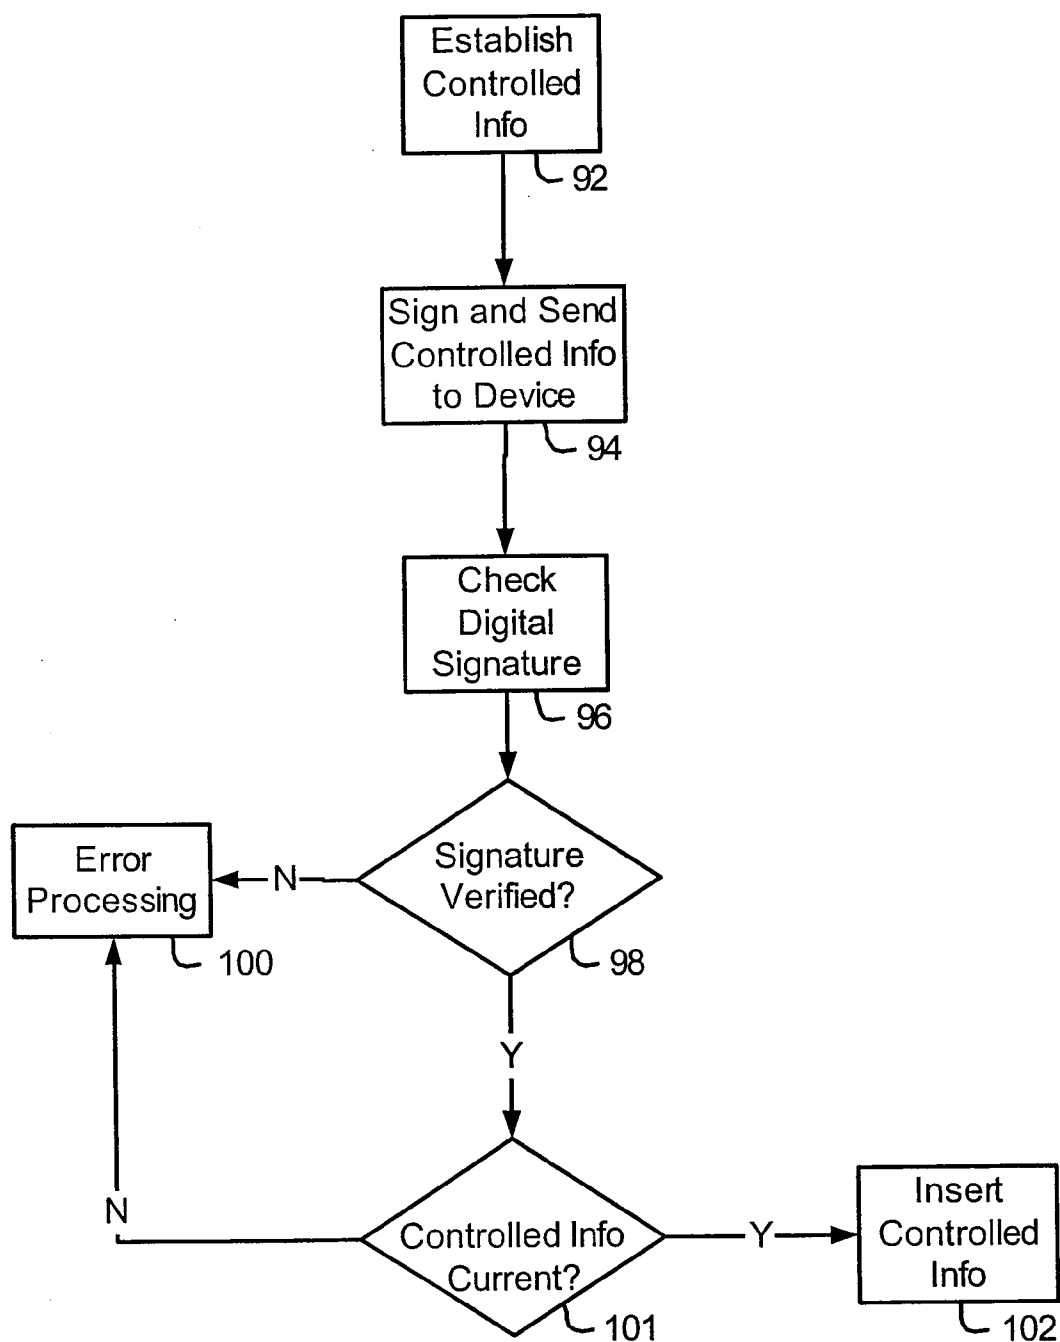 Establish
Controlled
Info
92
Sign and Send
Controlled Info
to Device
94
Check
Digital
Signature
96
Signature
Verified?
98
N
Error
Processing
100
Y
Controlled Info
Current?
101
N
Y
Insert
Controlled
Info
102